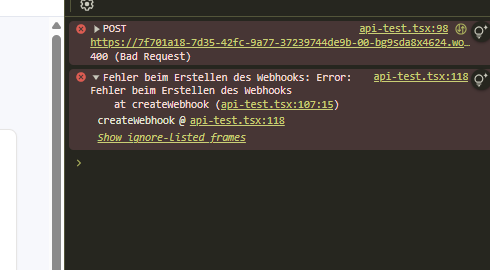 POST api-test.tsx:98
https://7f701a18-7d35-42fc-9a77-37239744de9b-00-bg9sda8x4624.wo
400 (Bad Request)
Fehler beim Erstellen des Webhooks: Error: api-test.tsx:118
Fehler beim Erstellen des Webhooks
at createWebhook (api-test.tsx:107:15)
createWebhook @ api-test.tsx:118
Show ignore-listed frames